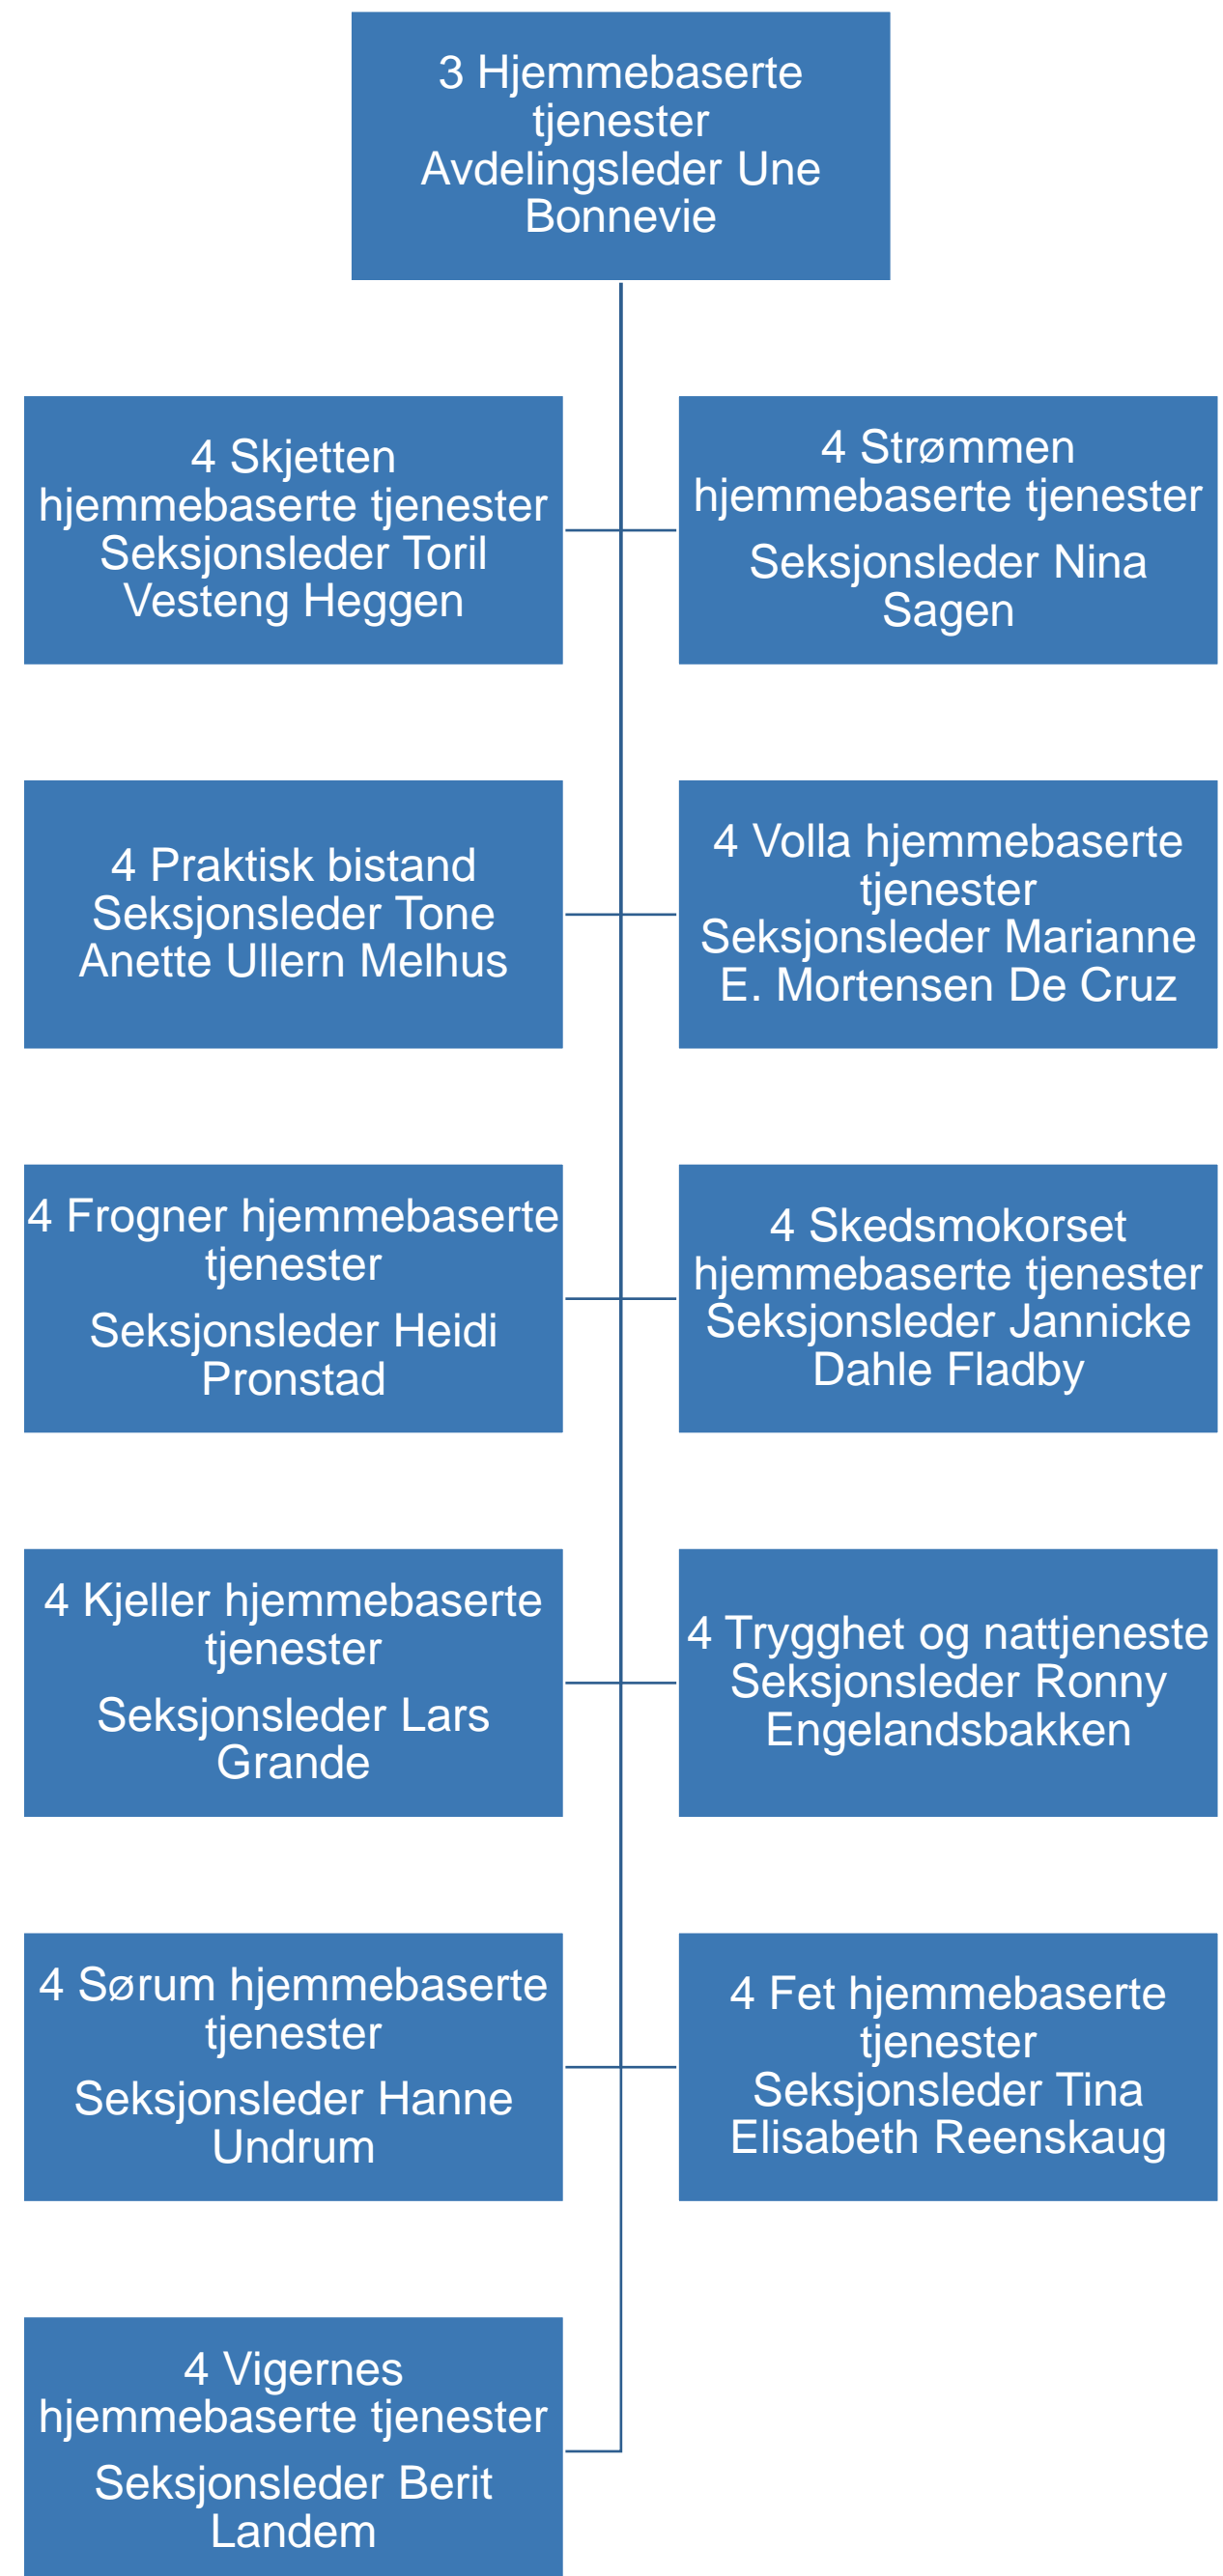 3 Hjemmebaserte
tjenester
Avdelingsleder Une
Bonnevie
4 Skjetten
hjemmebaserte tjenester
Seksjonsleder Toril
Vesteng Heggen
4 Strømmen
hjemmebaserte tjenester
Seksjonsleder Nina
Sagen
4 Praktisk bistand
Seksjonsleder Tone
Anette Ullern Melhus
4 Volla hjemmebaserte
tjenester
Seksjonsleder Marianne
E. Mortensen De Cruz
4 Frogner hjemmebaserte
tjenester
Seksjonsleder Heidi
Pronstad
4 Skedsmokorset
hjemmebaserte tjenester
Seksjonsleder Jannicke
Dahle Fladby
4 Kjeller hjemmebaserte
tjenester
Seksjonsleder Lars
Grande
4 Trygghet og nattjeneste
Seksjonsleder Ronny
Engelandsbakken
4 Sørum hjemmebaserte
tjenester
Seksjonsleder Hanne
Undrum
4 Fet hjemmebaserte
tjenester
Seksjonsleder Tina
Elisabeth Reenskaug
4 Vigernes
hjemmebaserte tjenester
Seksjonsleder Berit
Landem